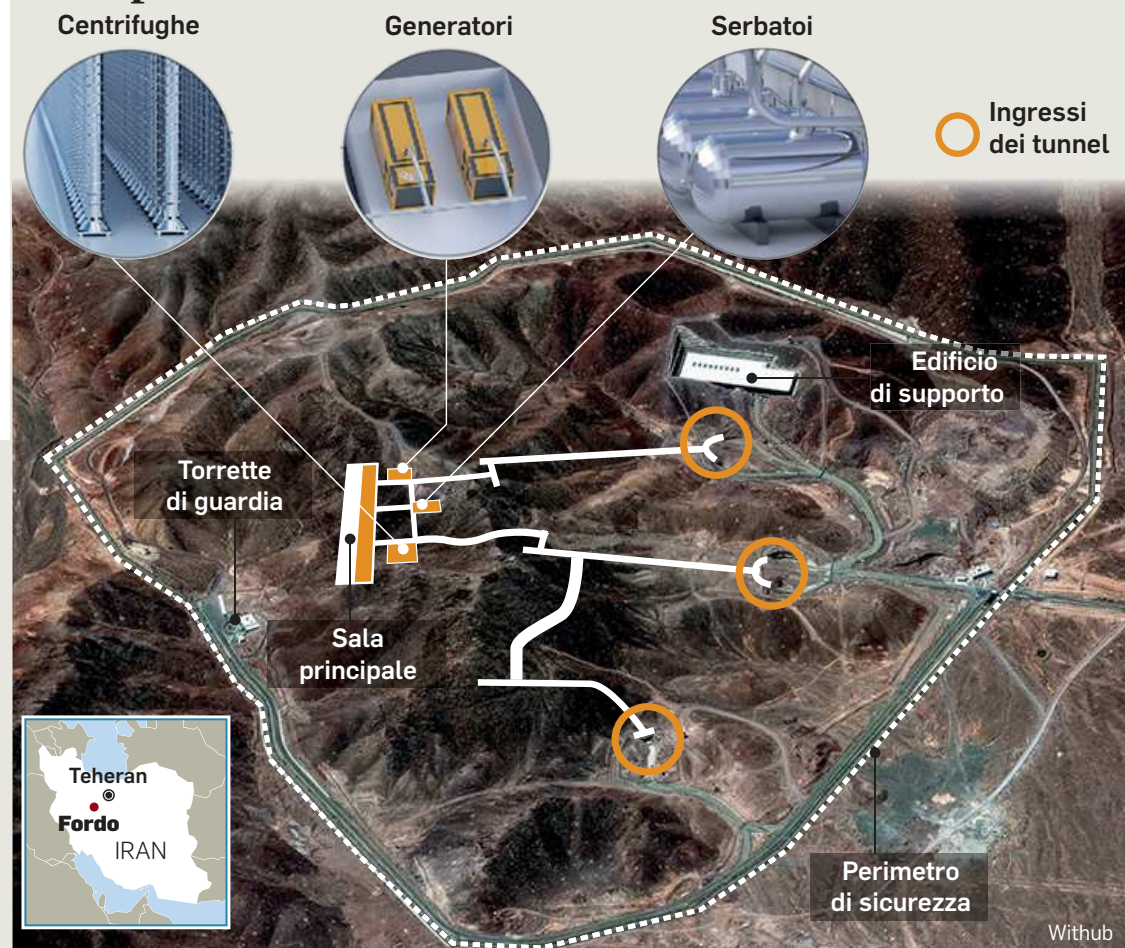 Centrifughe
Generatori
Serbatoi
Ingressi
dei tunnel
Edificio
di supporto
Torrette
di guardia
Sala
principale
Teheran
Fordo
IRAN
Perimetro
di sicurezza
Withub